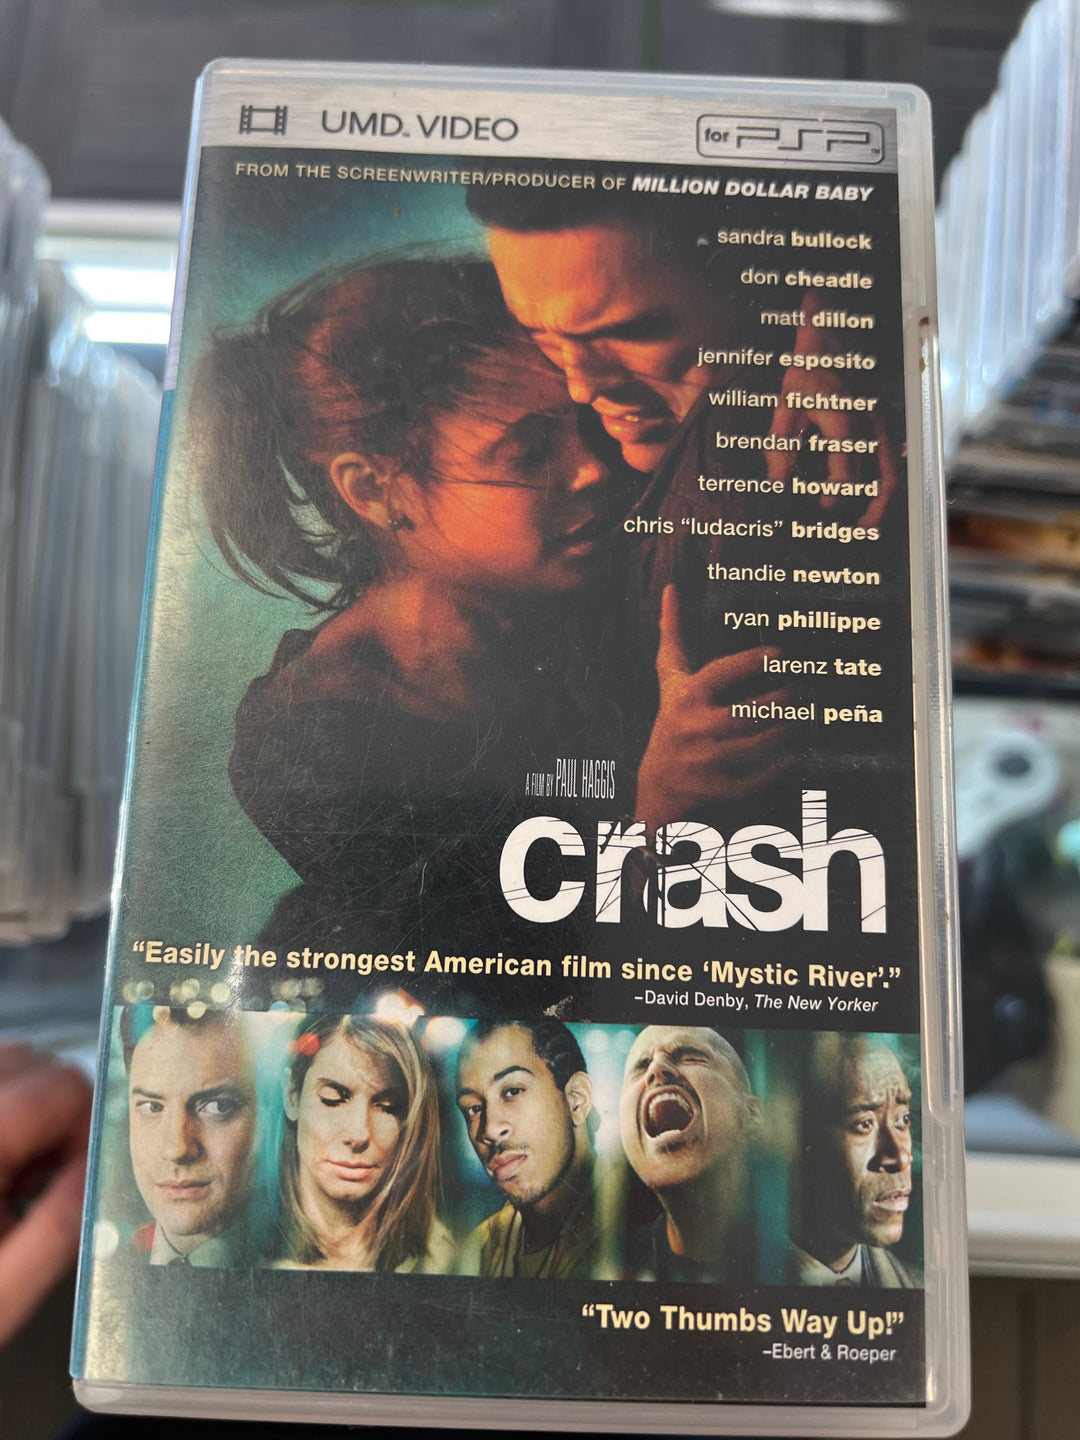 UMD™ VIDEO
for PSP™
FROM THE SCREENWRITER/PRODUCER OF MILLION DOLLAR BABY
sandra bullock
don cheadle
matt dillon
jennifer esposito
william fichtner
brendan fraser
terrence howard
chris “ludacris” bridges
thandie newton
ryan phillippe
larenz tate
michael peña
A FILM BY PAUL HAGGIS
crash
“Easily the strongest American film since ‘Mystic River’.”
–David Denby, The New Yorker
“Two Thumbs Way Up!”
–Ebert & Roeper